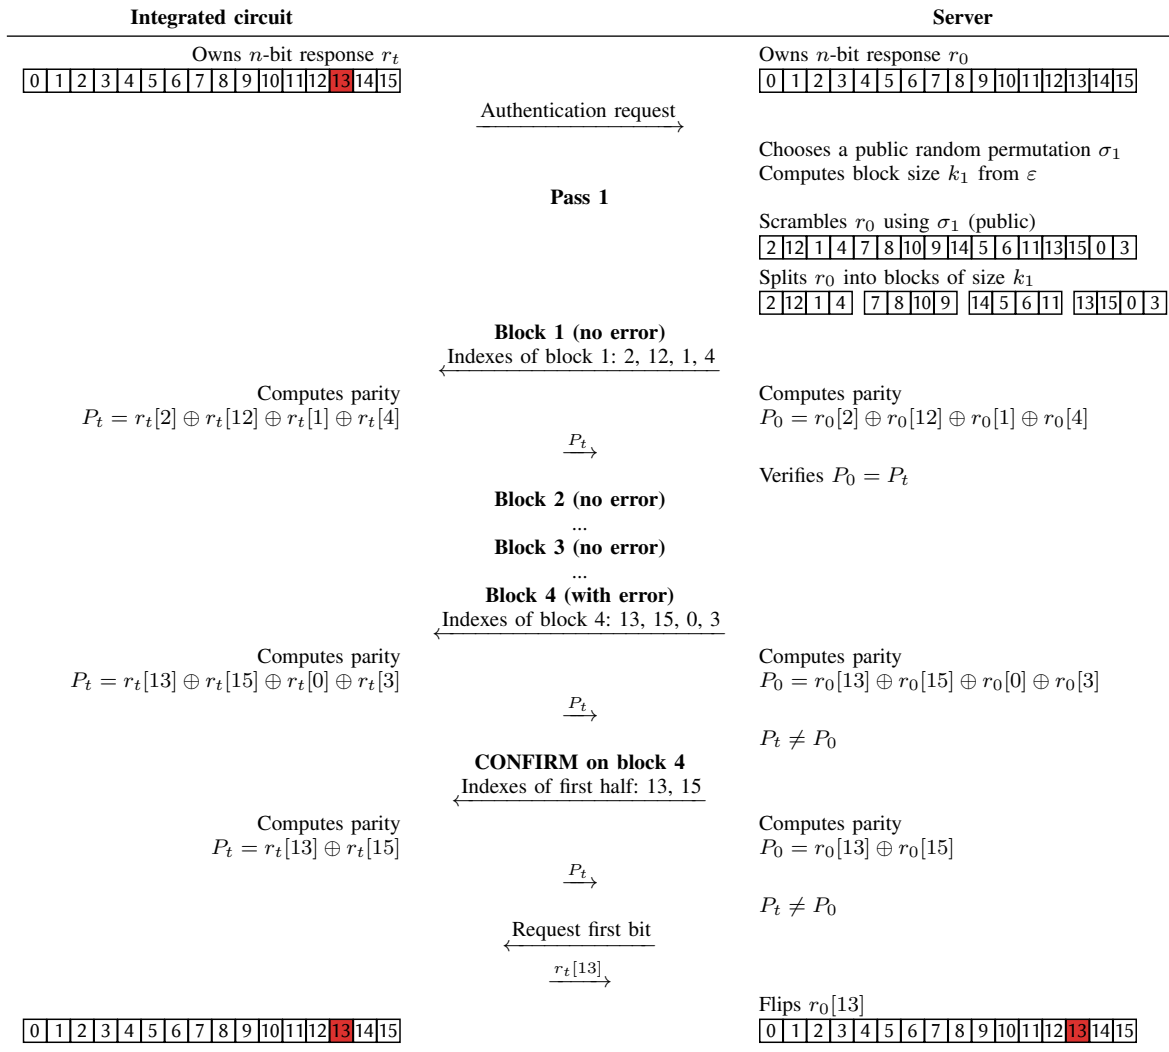 Integrated circuit Server
Owns n-bit response r_t Owns n-bit response r_0
0 1 2 3 4 5 6 7 8 9 10 11 12 13 14 15 0 1 2 3 4 5 6 7 8 9 10 11 12 13 14 15
Authentication request
Chooses a public random permutation σ_1
Computes block size k_1 from ε
Pass 1
Scrambles r_0 using σ_1 (public)
2 12 1 4 7 8 10 9 14 5 6 11 13 15 0 3
Splits r_0 into blocks of size k_1
2 12 1 4 7 8 10 9 14 5 6 11 13 15 0 3
Block 1 (no error)
Indexes of block 1: 2, 12, 1, 4
Computes parity Computes parity
P_t = r_t[2] ⊕ r_t[12] ⊕ r_t[1] ⊕ r_t[4] P_0 = r_0[2] ⊕ r_0[12] ⊕ r_0[1] ⊕ r_0[4]
P_t
Verifies P_0 = P_t
Block 2 (no error)
...
Block 3 (no error)
...
Block 4 (with error)
Indexes of block 4: 13, 15, 0, 3
Computes parity Computes parity
P_t = r_t[13] ⊕ r_t[15] ⊕ r_t[0] ⊕ r_t[3] P_0 = r_0[13] ⊕ r_0[15] ⊕ r_0[0] ⊕ r_0[3]
P_t
P_t ≠ P_0
CONFIRM on block 4
Indexes of first half: 13, 15
Computes parity Computes parity
P_t = r_t[13] ⊕ r_t[15] P_0 = r_0[13] ⊕ r_0[15]
P_t
P_t ≠ P_0
Request first bit
r_t[13]
Flips r_0[13]
0 1 2 3 4 5 6 7 8 9 10 11 12 13 14 15 0 1 2 3 4 5 6 7 8 9 10 11 12 13 14 15